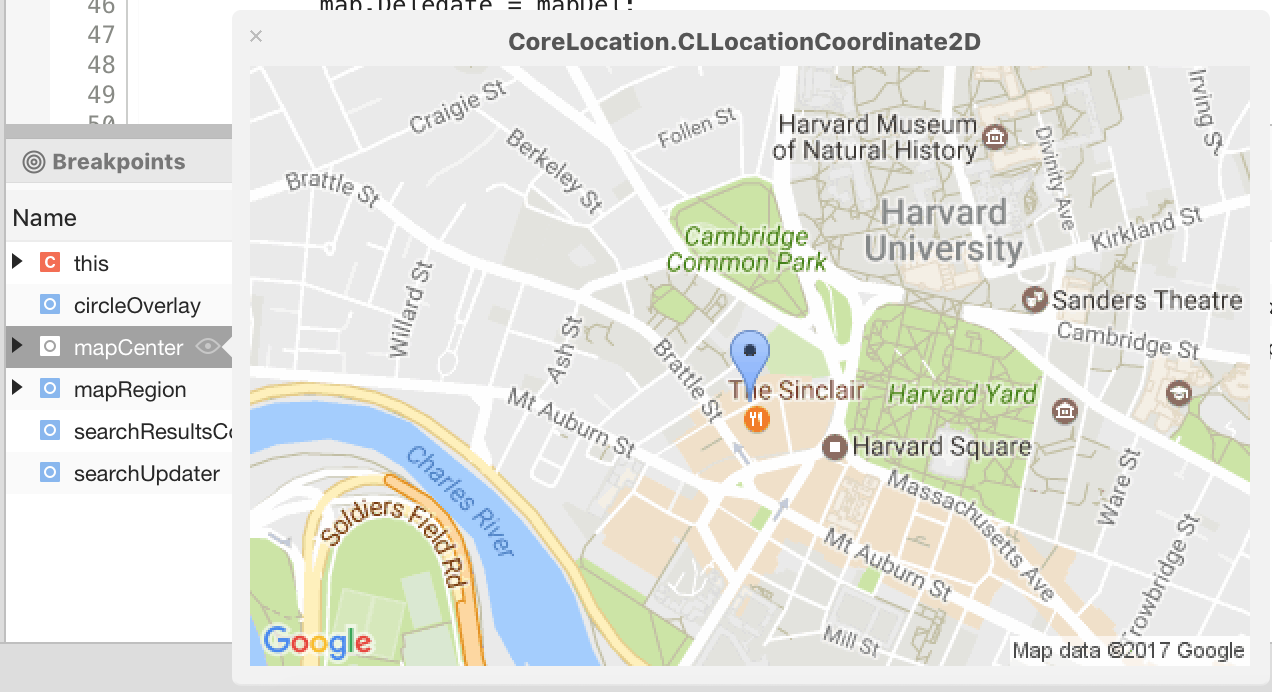 46
map.Delegate = mapDel;
47
48
49
50
Breakpoints
Name
this
circleOverlay
mapCenter
mapRegion
searchResultsCo
searchUpdater
×
CoreLocation.CLLocationCoordinate2D
Craigie St
Berkeley St
Follen St
Harvard Museum
of Natural History
Irving St
Divinity Ave
Brattle St
Harvard
University
Kirkland St
Cambridge
Common Park
Willard St
Sanders Theatre
Cambridge St
Ash St
Brattle St
The Sinclair
Harvard Yard
Mt Auburn St
Harvard Square
Charles River
Massachusetts Ave
Ware St
Soldiers Field Rd
Mt Auburn St
Trowbridge St
Mill St
Google
Map data ©2017 Google